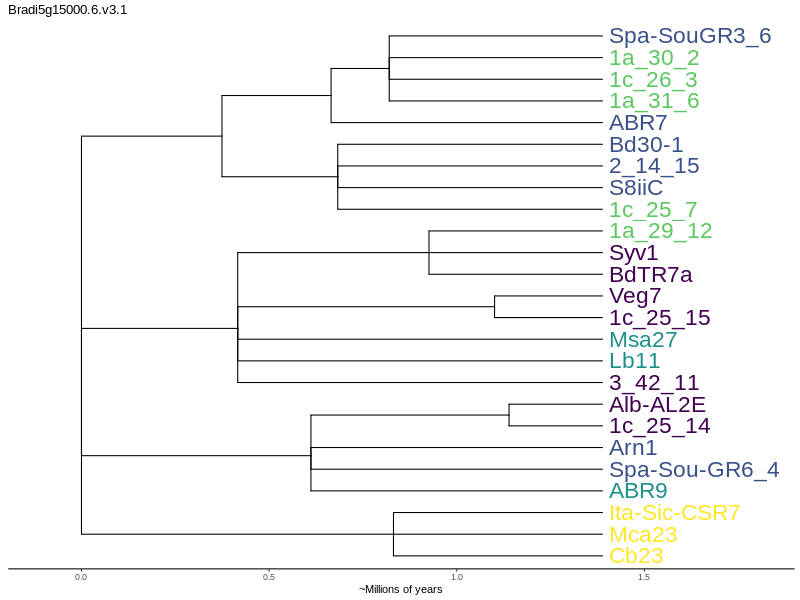 Bradi5g15000.6.v3.1
Spa-SouGR3_6
1a_30_2
1c_26_3
1a_31_6
ABR7
Bd30-1
2_14_15
S8iiC
1c_25_7
1a_29_12
Syv1
BdTR7a
Veg7
1c_25_15
Msa27
Lb11
3_42_11
Alb-AL2E
1c_25_14
Arn1
Spa-Sou-GR6_4
ABR9
Ita-Sic-CSR7
Mca23
Cb23
0.0 0.5 1.0 1.5
~Millions of years